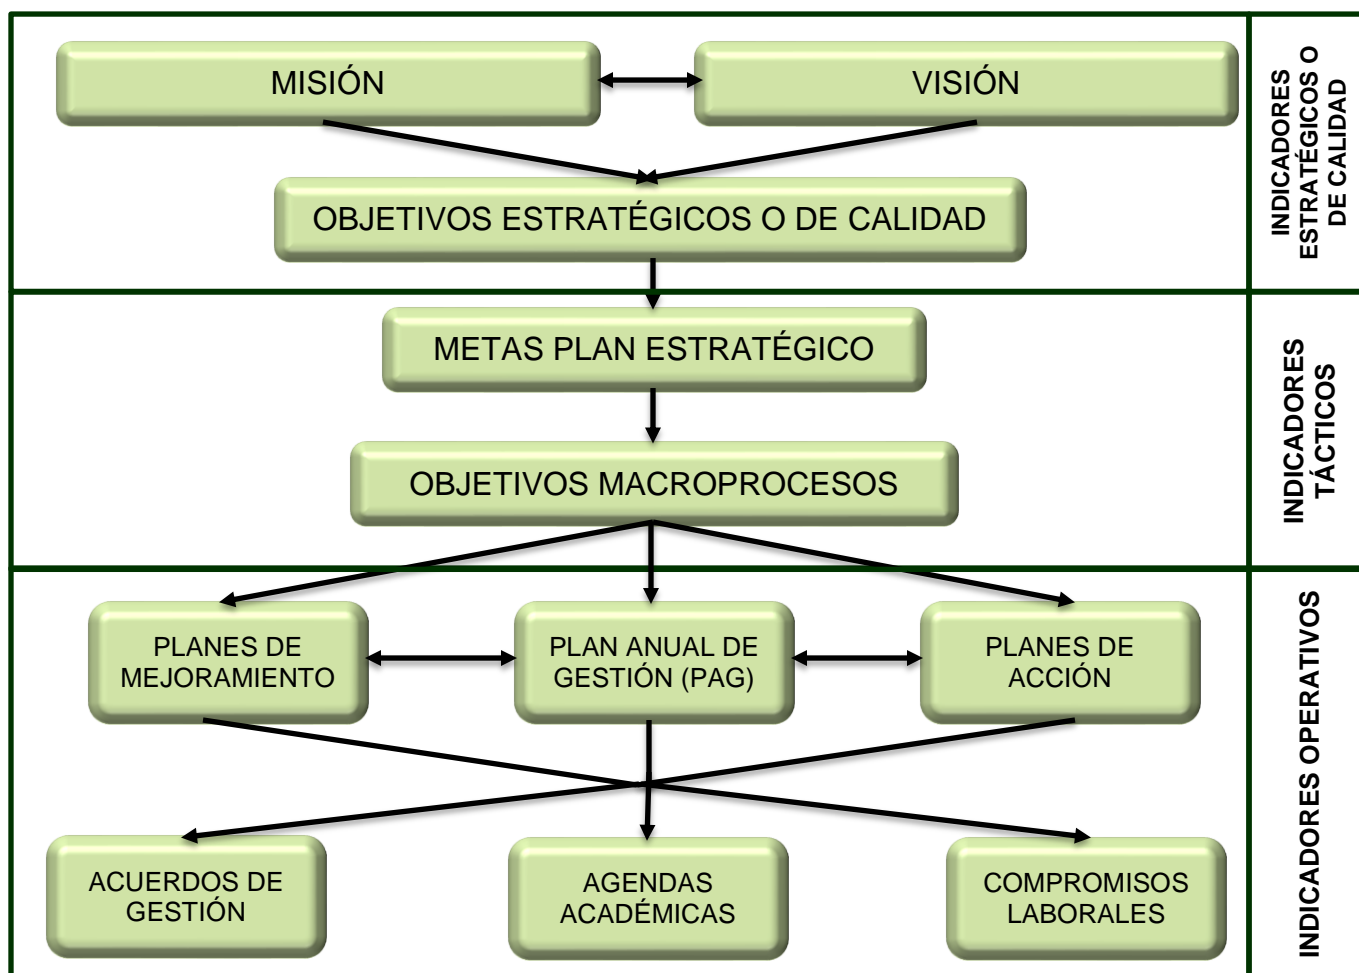 MISIÓN
VISIÓN
OBJETIVOS ESTRATÉGICOS O DE CALIDAD
INDICADORES
ESTRATÉGICOS O
DE CALIDAD
METAS PLAN ESTRATÉGICO
OBJETIVOS MACROPROCESOS
INDICADORES
TÁCTICOS
PLANES DE
MEJORAMIENTO
PLAN ANUAL DE
GESTIÓN (PAG)
PLANES DE
ACCIÓN
ACUERDOS DE
GESTIÓN
AGENDAS
ACADÉMICAS
COMPROMISOS
LABORALES
INDICADORES OPERATIVOS